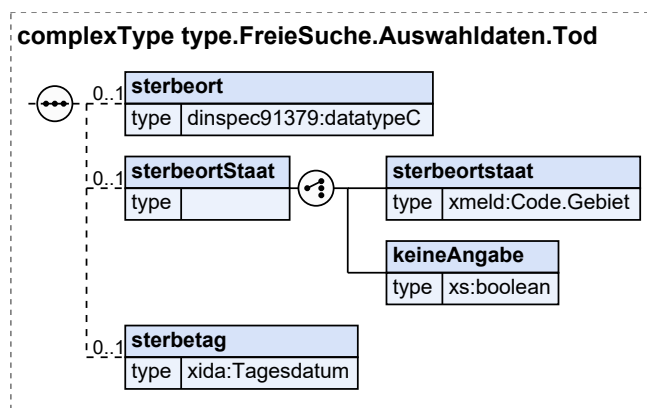 complexType type.FreieSuche.Auswahldaten.Tod
0..1
sterbeort
type dinspec91379:datatypeC
0..1
sterbeortStaat
type
sterbeortstaat
type xmeld:Code.Gebiet
keineAngabe
type xs:boolean
0..1
sterbetag
type xida:Tagesdatum